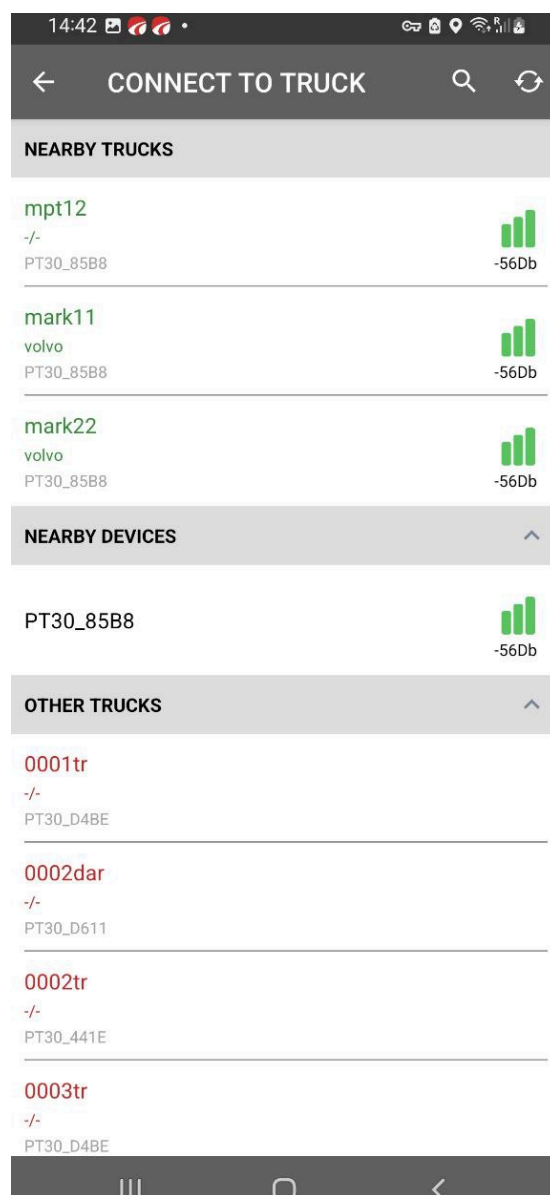 14:42
CONNECT TO TRUCK
NEARBY TRUCKS
mpt12
-/-
PT30_85B8
-56Db
mark11
volvo
PT30_85B8
-56Db
mark22
volvo
PT30_85B8
-56Db
NEARBY DEVICES
PT30_85B8
-56Db
OTHER TRUCKS
0001tr
-/-
PT30_D4BE
0002dar
-/-
PT30_D611
0002tr
-/-
PT30_441E
0003tr
-/-
PT30_D4BE